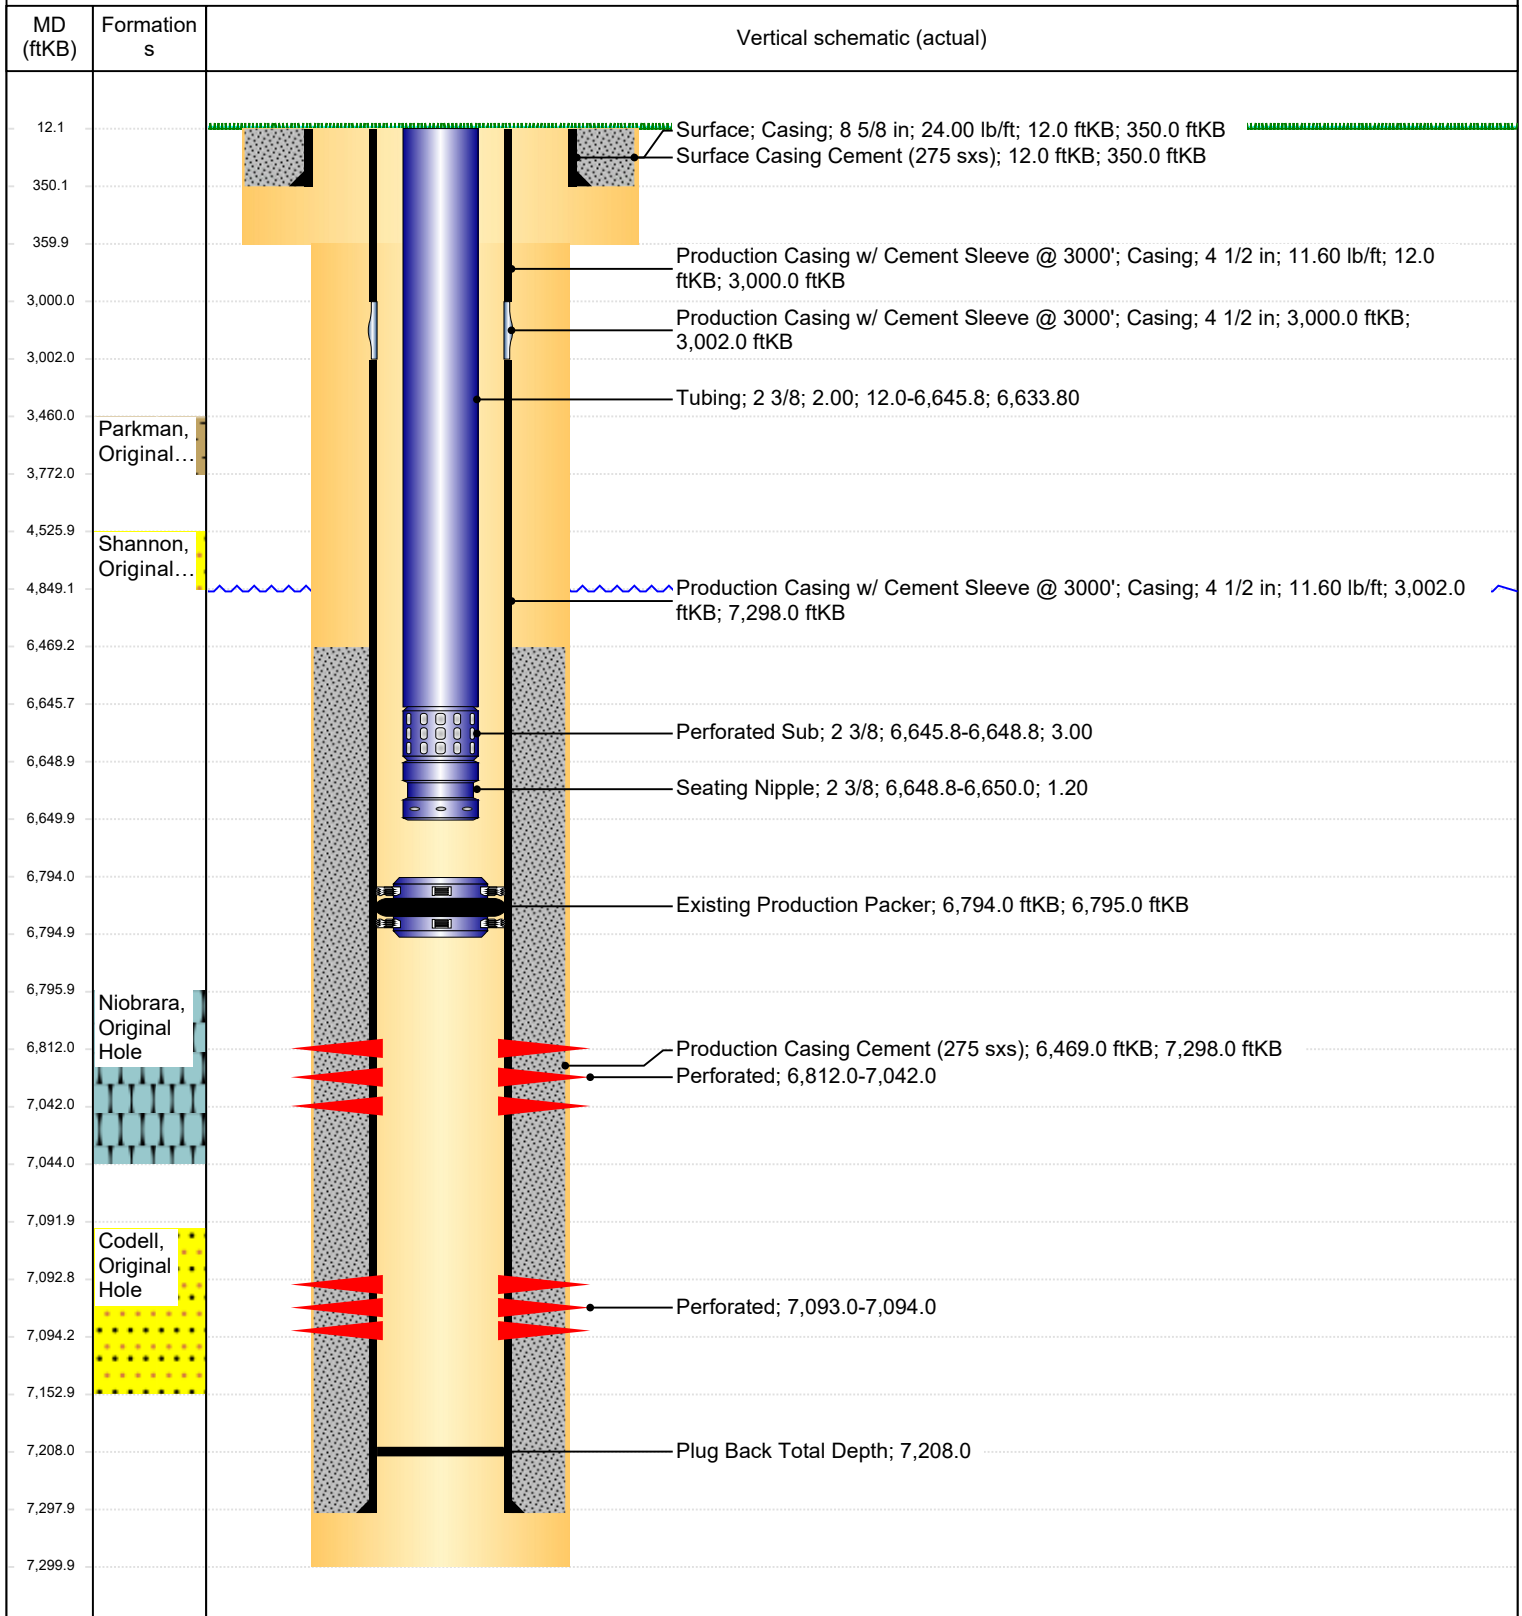 MD
(ftKB)
Formation
s
Vertical schematic (actual)
12.1
350.1
359.9
3,000.0
3,002.0
3,460.0
3,772.0
4,525.9
4,849.1
6,469.2
6,645.7
6,648.9
6,649.9
6,794.0
6,794.9
6,795.9
6,812.0
7,042.0
7,044.0
7,091.9
7,092.8
7,094.2
7,152.9
7,208.0
7,297.9
7,299.9
Parkman,
Original…
Shannon,
Original…
Niobrara,
Original
Hole
Codell,
Original
Hole
Surface; Casing; 8 5/8 in; 24.00 lb/ft; 12.0 ftKB; 350.0 ftKB
Surface Casing Cement (275 sxs); 12.0 ftKB; 350.0 ftKB
Production Casing w/ Cement Sleeve @ 3000'; Casing; 4 1/2 in; 11.60 lb/ft; 12.0
ftKB; 3,000.0 ftKB
Production Casing w/ Cement Sleeve @ 3000'; Casing; 4 1/2 in; 3,000.0 ftKB;
3,002.0 ftKB
Tubing; 2 3/8; 2.00; 12.0-6,645.8; 6,633.80
Production Casing w/ Cement Sleeve @ 3000'; Casing; 4 1/2 in; 11.60 lb/ft; 3,002.0
ftKB; 7,298.0 ftKB
Perforated Sub; 2 3/8; 6,645.8-6,648.8; 3.00
Seating Nipple; 2 3/8; 6,648.8-6,650.0; 1.20
Existing Production Packer; 6,794.0 ftKB; 6,795.0 ftKB
Production Casing Cement (275 sxs); 6,469.0 ftKB; 7,298.0 ftKB
Perforated; 6,812.0-7,042.0
Perforated; 7,093.0-7,094.0
Plug Back Total Depth; 7,208.0